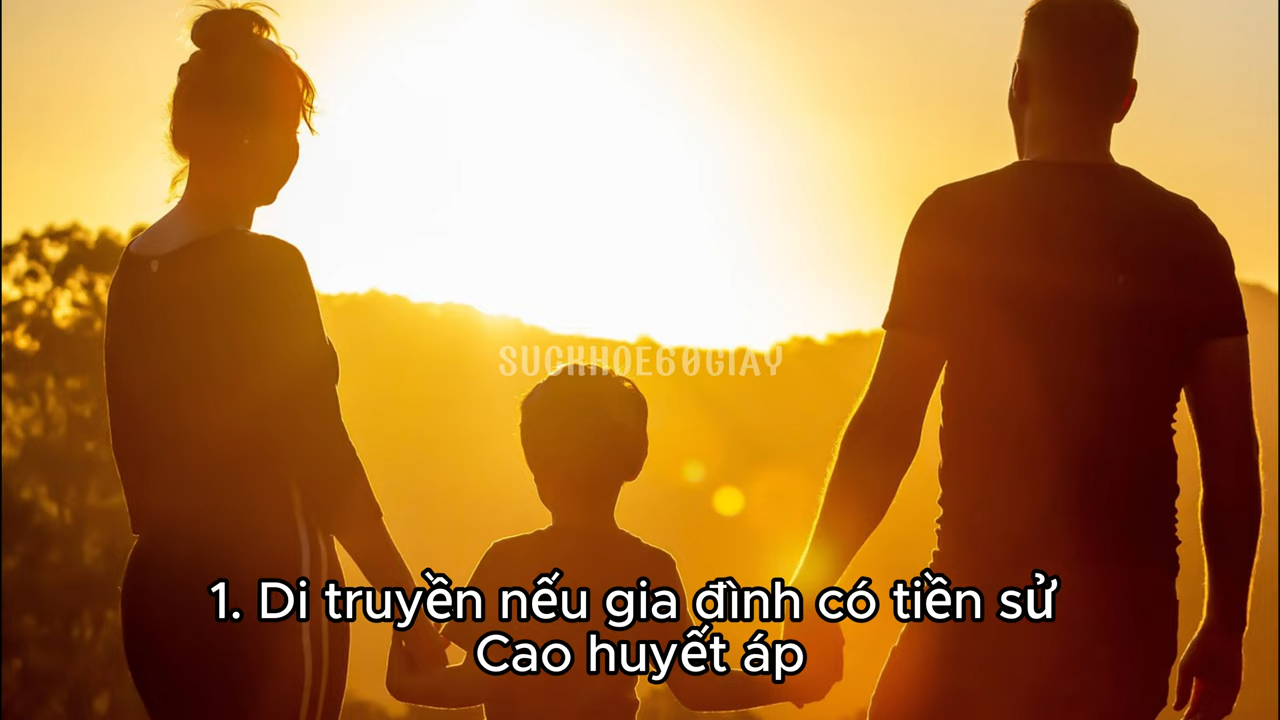 SUCKHOE60GIAY
1. Di truyền nếu gia đình có tiền sử
Cao huyết áp